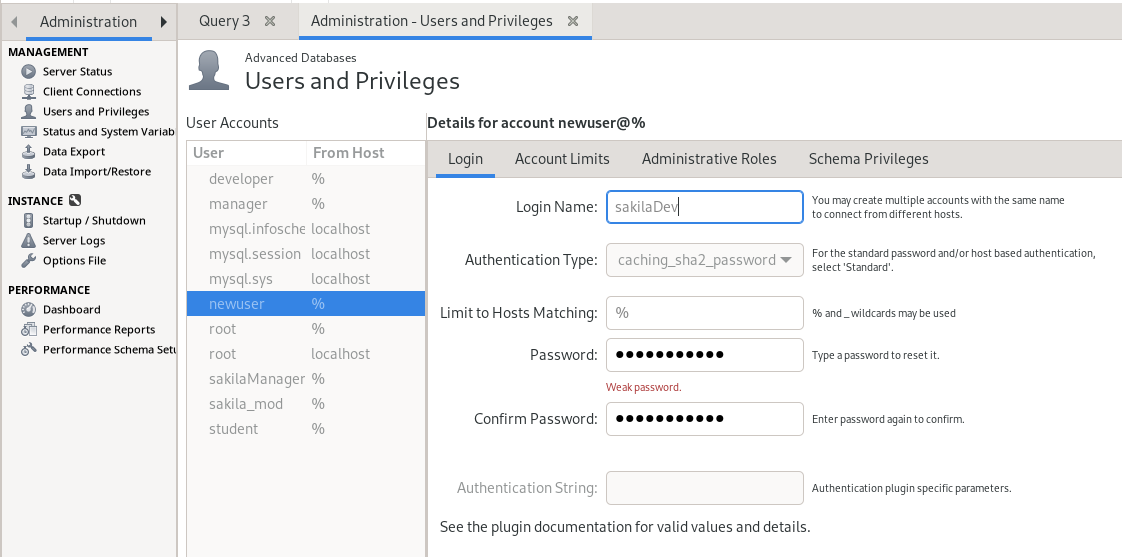 Administration
Query 3
Administration - Users and Privileges
MANAGEMENT
Server Status
Client Connections
Users and Privileges
Status and System Variab
Data Export
Data Import/Restore
INSTANCE
Startup / Shutdown
Server Logs
Options File
PERFORMANCE
Dashboard
Performance Reports
Performance Schema Setu
Advanced Databases
Users and Privileges
User Accounts
User From Host
developer %
manager %
mysql.infosche localhost
mysql.session localhost
mysql.sys localhost
newuser %
root %
root localhost
sakilaManager %
sakila_mod %
student %
Details for account newuser@%
Login Account Limits Administrative Roles Schema Privileges
Login Name: sakilaDev
You may create multiple accounts with the same name
to connect from different hosts.
Authentication Type: caching_sha2_password
For the standard password and/or host based authentication,
select 'Standard'.
Limit to Hosts Matching: % % and _ wildcards may be used
Password: ●●●●●●●●●●● Type a password to reset it.
Weak password.
Confirm Password: ●●●●●●●●●●● Enter password again to confirm.
Authentication String: Authentication plugin specific parameters.
See the plugin documentation for valid values and details.